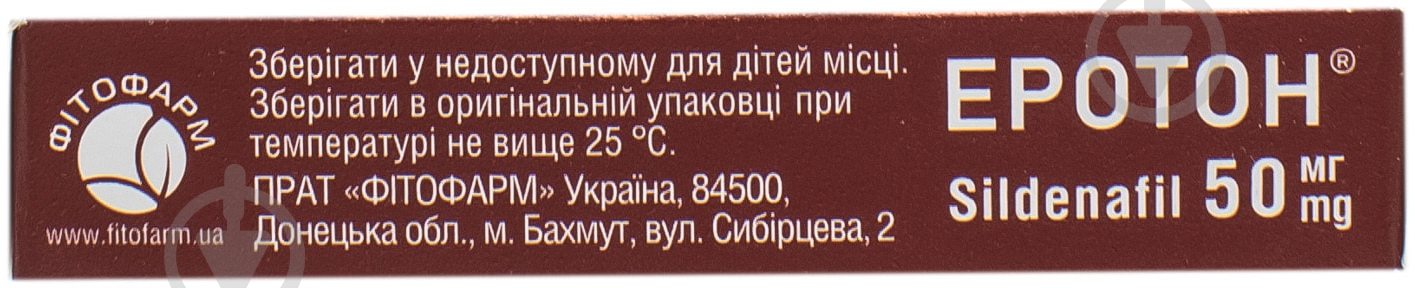 ФІТОФАРМ
www.fitofarm.ua
Зберігати у недоступному для дітей місці.
Зберігати в оригінальній упаковці при
температурі не вище 25 ºС.
ПРАТ «ФІТОФАРМ» Україна, 84500,
Донецька обл., м. Бахмут, вул. Сибірцева, 2
ЕРОТОН®
Sildenafil 50 мг
mg